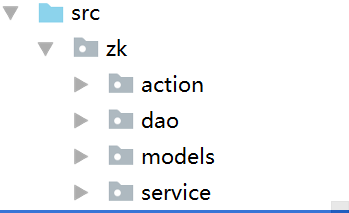 src
zk
action
dao
models
service